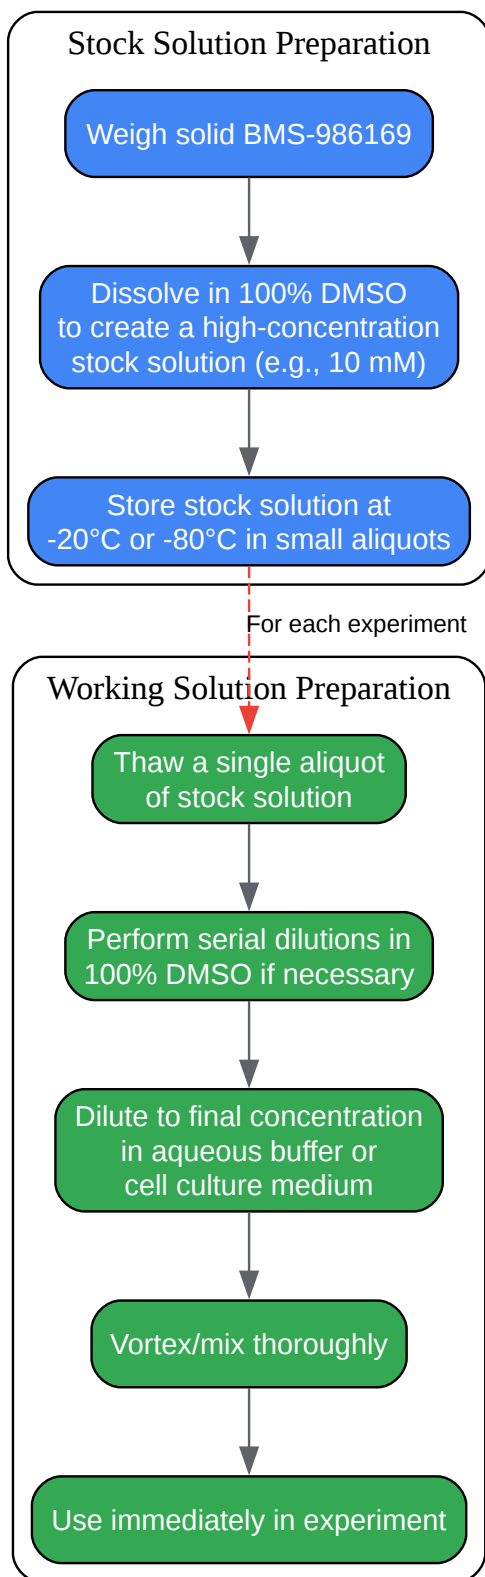 Stock Solution Preparation
Weigh solid BMS-986169
Dissolve in 100% DMSO
to create a high-concentration
stock solution (e.g., 10 mM)
Store stock solution at
-20°C or -80°C in small aliquots
For each experiment
Working Solution Preparation
Thaw a single aliquot
of stock solution
Perform serial dilutions in
100% DMSO if necessary
Dilute to final concentration
in aqueous buffer or
cell culture medium
Vortex/mix thoroughly
Use immediately in experiment